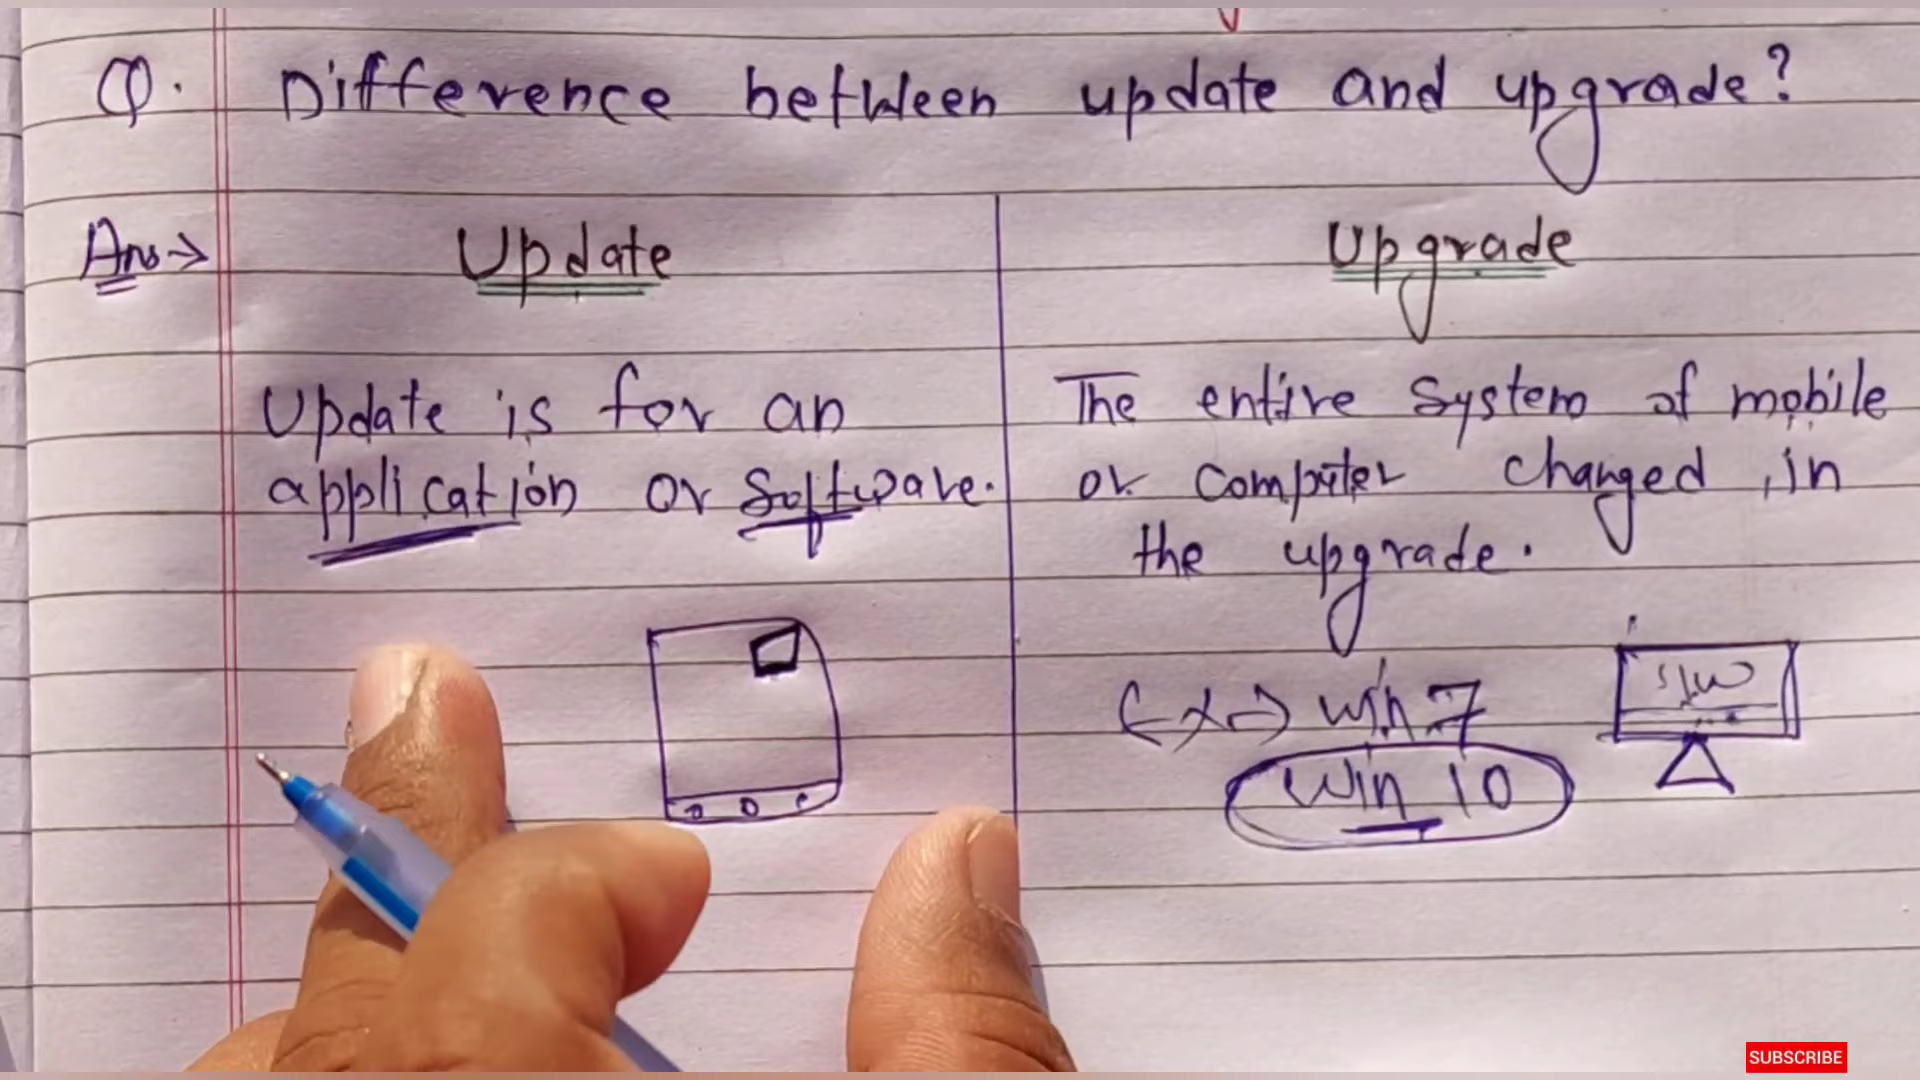 Q. Difference between update and upgrade?
Ans→
Update
Update is for an
application or software.
Upgrade
The entire system of mobile
or computer changed in
the upgrade.
Ex→ win 7
Win 10
SUBSCRIBE